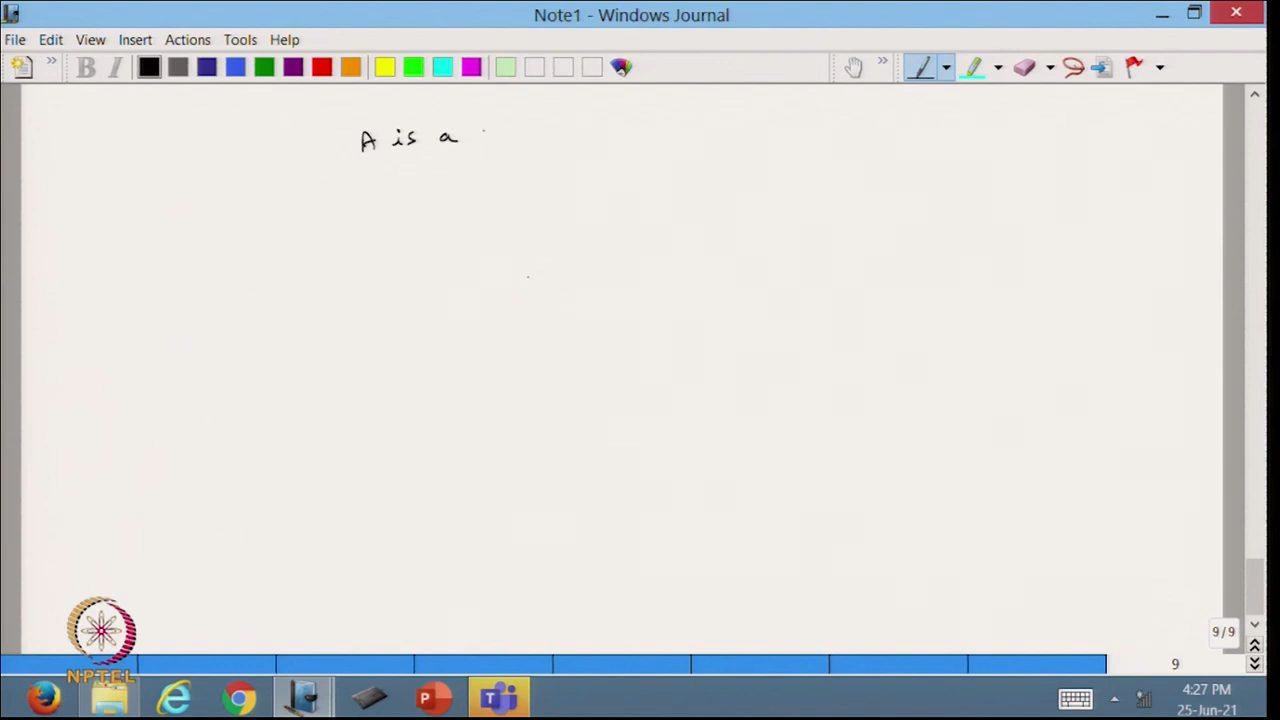 Note1 - Windows Journal
File Edit View Insert Actions Tools Help
B I
A is a
9/9
9
NPTEL
4:27 PM
25-Jun-21